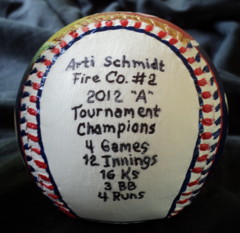 Arti Schmidt
Fire Co. #2
2012 "A"
Tournament
Champions
4 Games
12 Innings
16 Ks
3 BB
4 Runs